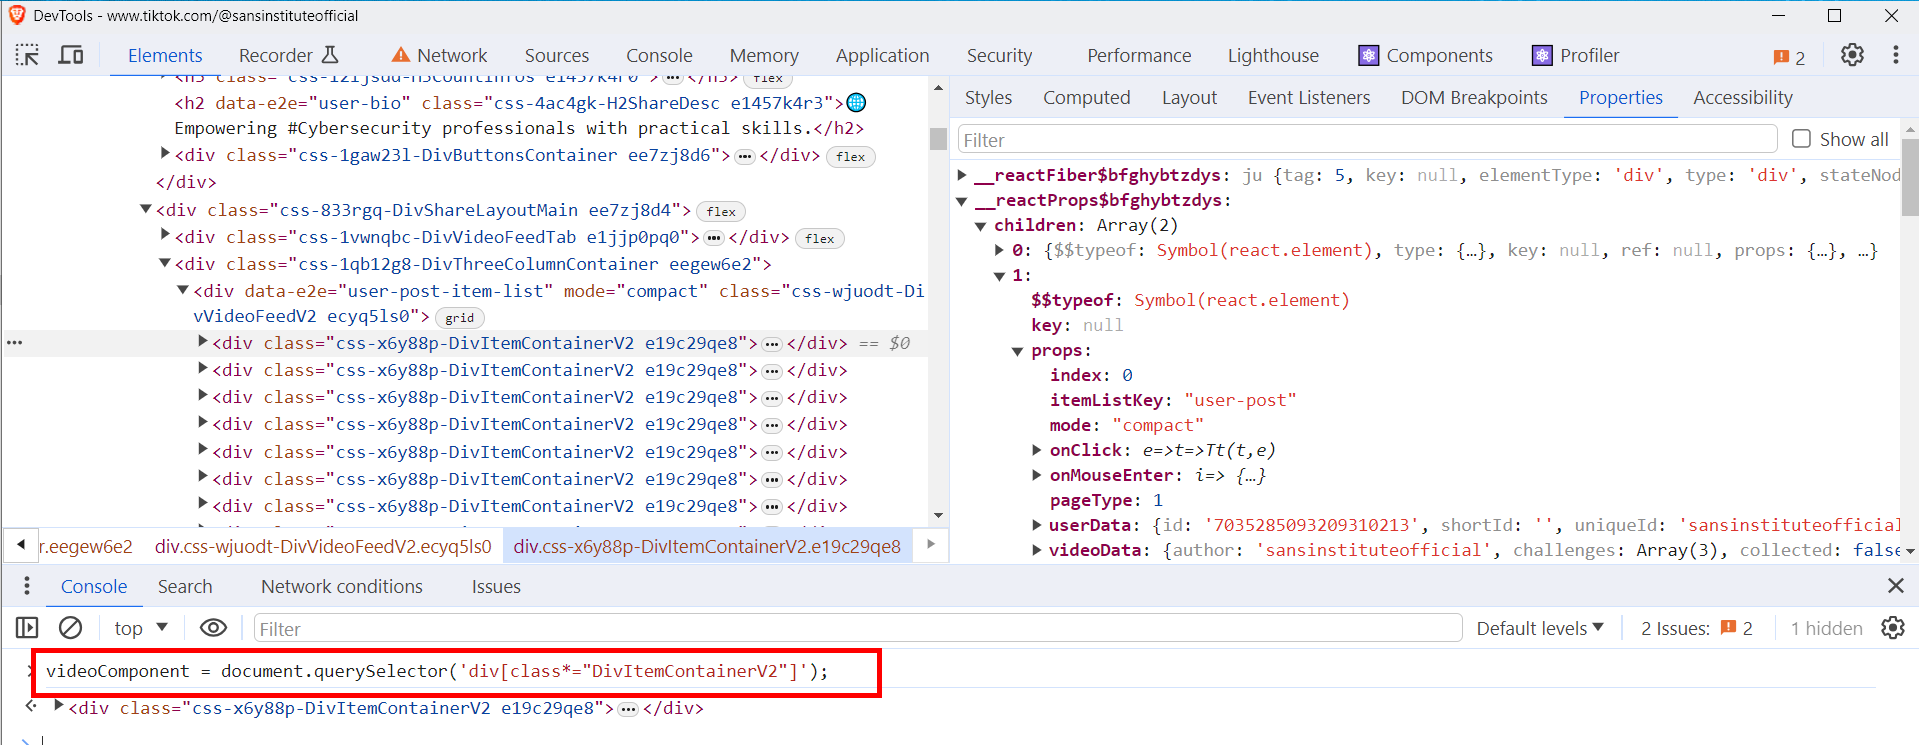 DevTools - www.tiktok.com/@sansinstituteofficial
Elements Recorder Network Sources Console Memory Application Security Performance Lighthouse Components Profiler 2
<h2 data-e2e="user-bio" class="css-4ac4gk-H2ShareDesc e1457k4r3">🌐
Empowering #Cybersecurity professionals with practical skills.</h2>
<div class="css-1gaw23l-DivButtonsContainer ee7zj8d6">…</div> flex
</div>
<div class="css-833rgq-DivShareLayoutMain ee7zj8d4"> flex
<div class="css-1vwnqbc-DivVideoFeedTab e1jjp0pq0">…</div> flex
<div class="css-1qb12g8-DivThreeColumnContainer eegew6e2">
<div data-e2e="user-post-item-list" mode="compact" class="css-wjuodt-Di
vVideoFeedV2 ecyq5ls0"> grid
… <div class="css-x6y88p-DivItemContainerV2 e19c29qe8">…</div> == $0
<div class="css-x6y88p-DivItemContainerV2 e19c29qe8">…</div>
<div class="css-x6y88p-DivItemContainerV2 e19c29qe8">…</div>
<div class="css-x6y88p-DivItemContainerV2 e19c29qe8">…</div>
<div class="css-x6y88p-DivItemContainerV2 e19c29qe8">…</div>
<div class="css-x6y88p-DivItemContainerV2 e19c29qe8">…</div>
<div class="css-x6y88p-DivItemContainerV2 e19c29qe8">…</div>
r.eegew6e2 div.css-wjuodt-DivVideoFeedV2.ecyq5ls0 div.css-x6y88p-DivItemContainerV2.e19c29qe8
Styles Computed Layout Event Listeners DOM Breakpoints Properties Accessibility
Filter Show all
__reactFiber$bfghybtzdys: ju {tag: 5, key: null, elementType: 'div', type: 'div', stateNod
__reactProps$bfghybtzdys:
children: Array(2)
0: {$$typeof: Symbol(react.element), type: {…}, key: null, ref: null, props: {…}, …}
1:
$$typeof: Symbol(react.element)
key: null
props:
index: 0
itemListKey: "user-post"
mode: "compact"
onClick: e=>t=>Tt(t,e)
onMouseEnter: i=> {…}
pageType: 1
userData: {id: '7035285093209310213', shortId: '', uniqueId: 'sansinstituteofficial
videoData: {author: 'sansinstituteofficial', challenges: Array(3), collected: false
Console Search Network conditions Issues
top Filter Default levels 2 Issues: 2 1 hidden
videoComponent = document.querySelector('div[class*="DivItemContainerV2"]');
<div class="css-x6y88p-DivItemContainerV2 e19c29qe8">…</div>